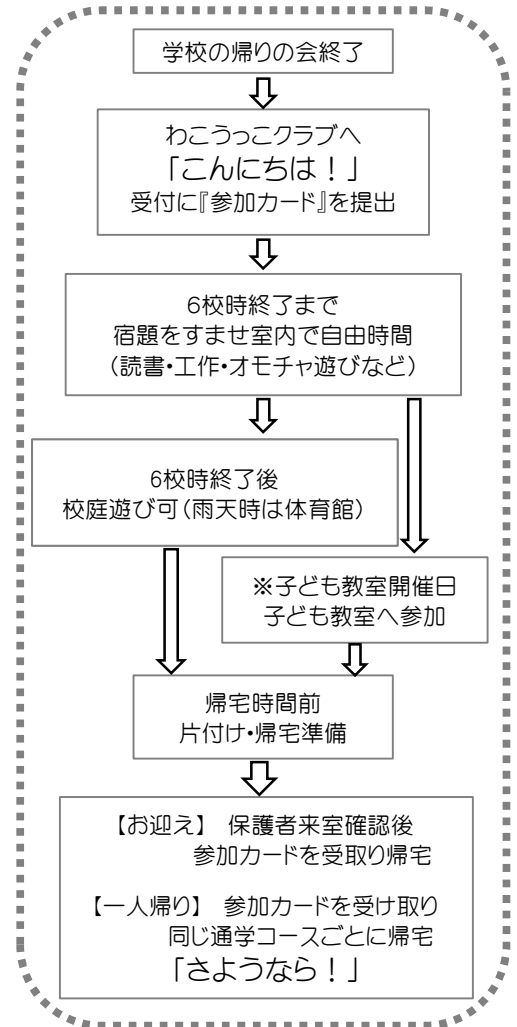 学校の帰りの会終了
わこうっこクラブへ
「こんにちは！」
受付に『参加カード』を提出
6校時終了まで
宿題をすませ室内で自由時間
（読書・工作・オモチャ遊びなど）
6校時終了後
校庭遊び可（雨天時は体育館）
※子ども教室開催日
子ども教室へ参加
帰宅時間前
片付け・帰宅準備
【お迎え】 保護者来室確認後
参加カードを受取り帰宅
【一人帰り】 参加カードを受け取り
同じ通学コースごとに帰宅
「さようなら！」